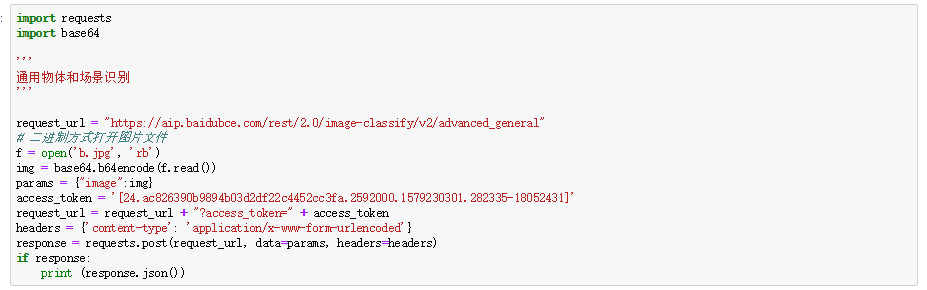 :
import requests
import base64
'''
通用物体和场景识别
'''
request_url = "https://aip.baidubce.com/rest/2.0/image-classify/v2/advanced_general"
# 二进制方式打开图片文件
f = open('b.jpg', 'rb')
img = base64.b64encode(f.read())
params = {"image":img}
access_token = '[24.ac826390b9894b03d2df22c4452cc3fa.2592000.1579230301.282335-18052431]'
request_url = request_url + "?access_token=" + access_token
headers = {'content-type': 'application/x-www-form-urlencoded'}
response = requests.post(request_url, data=params, headers=headers)
if response:
    print (response.json())